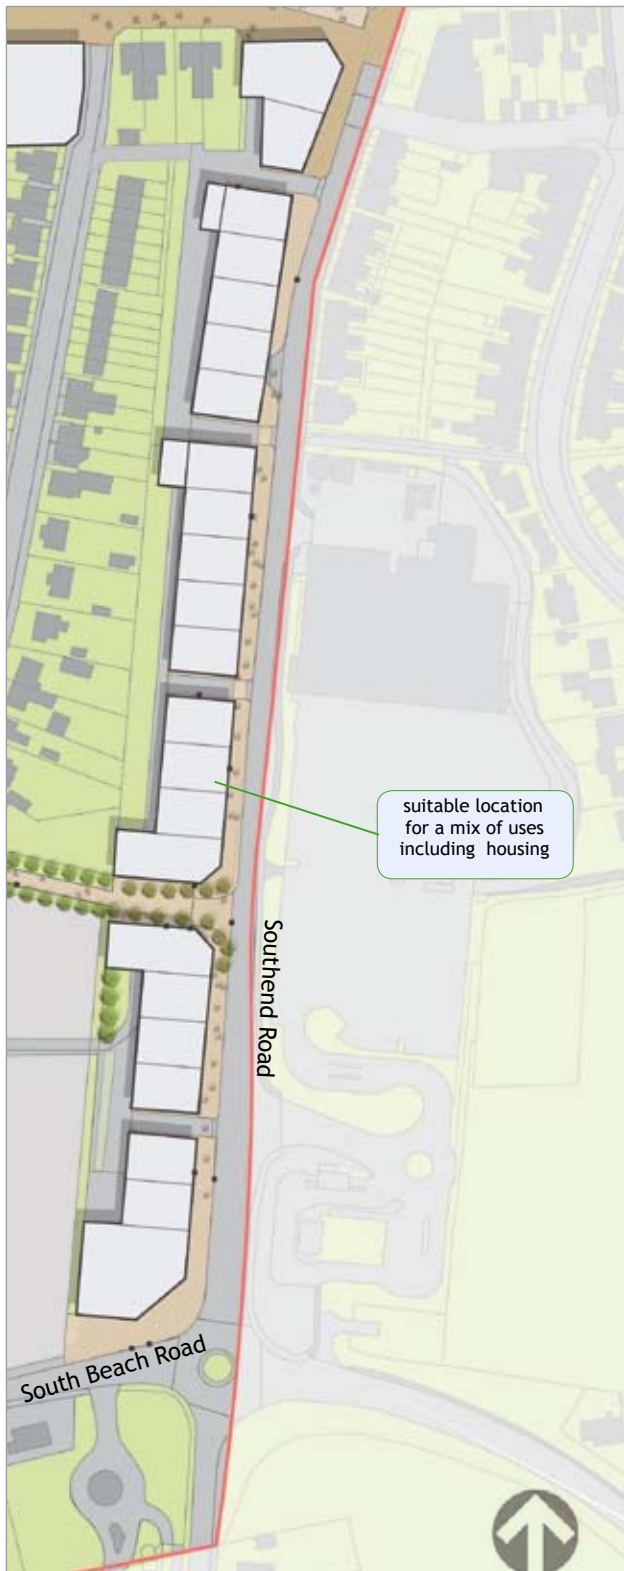 suitable location
for a mix of uses
including housing
Southend Road
South Beach Road